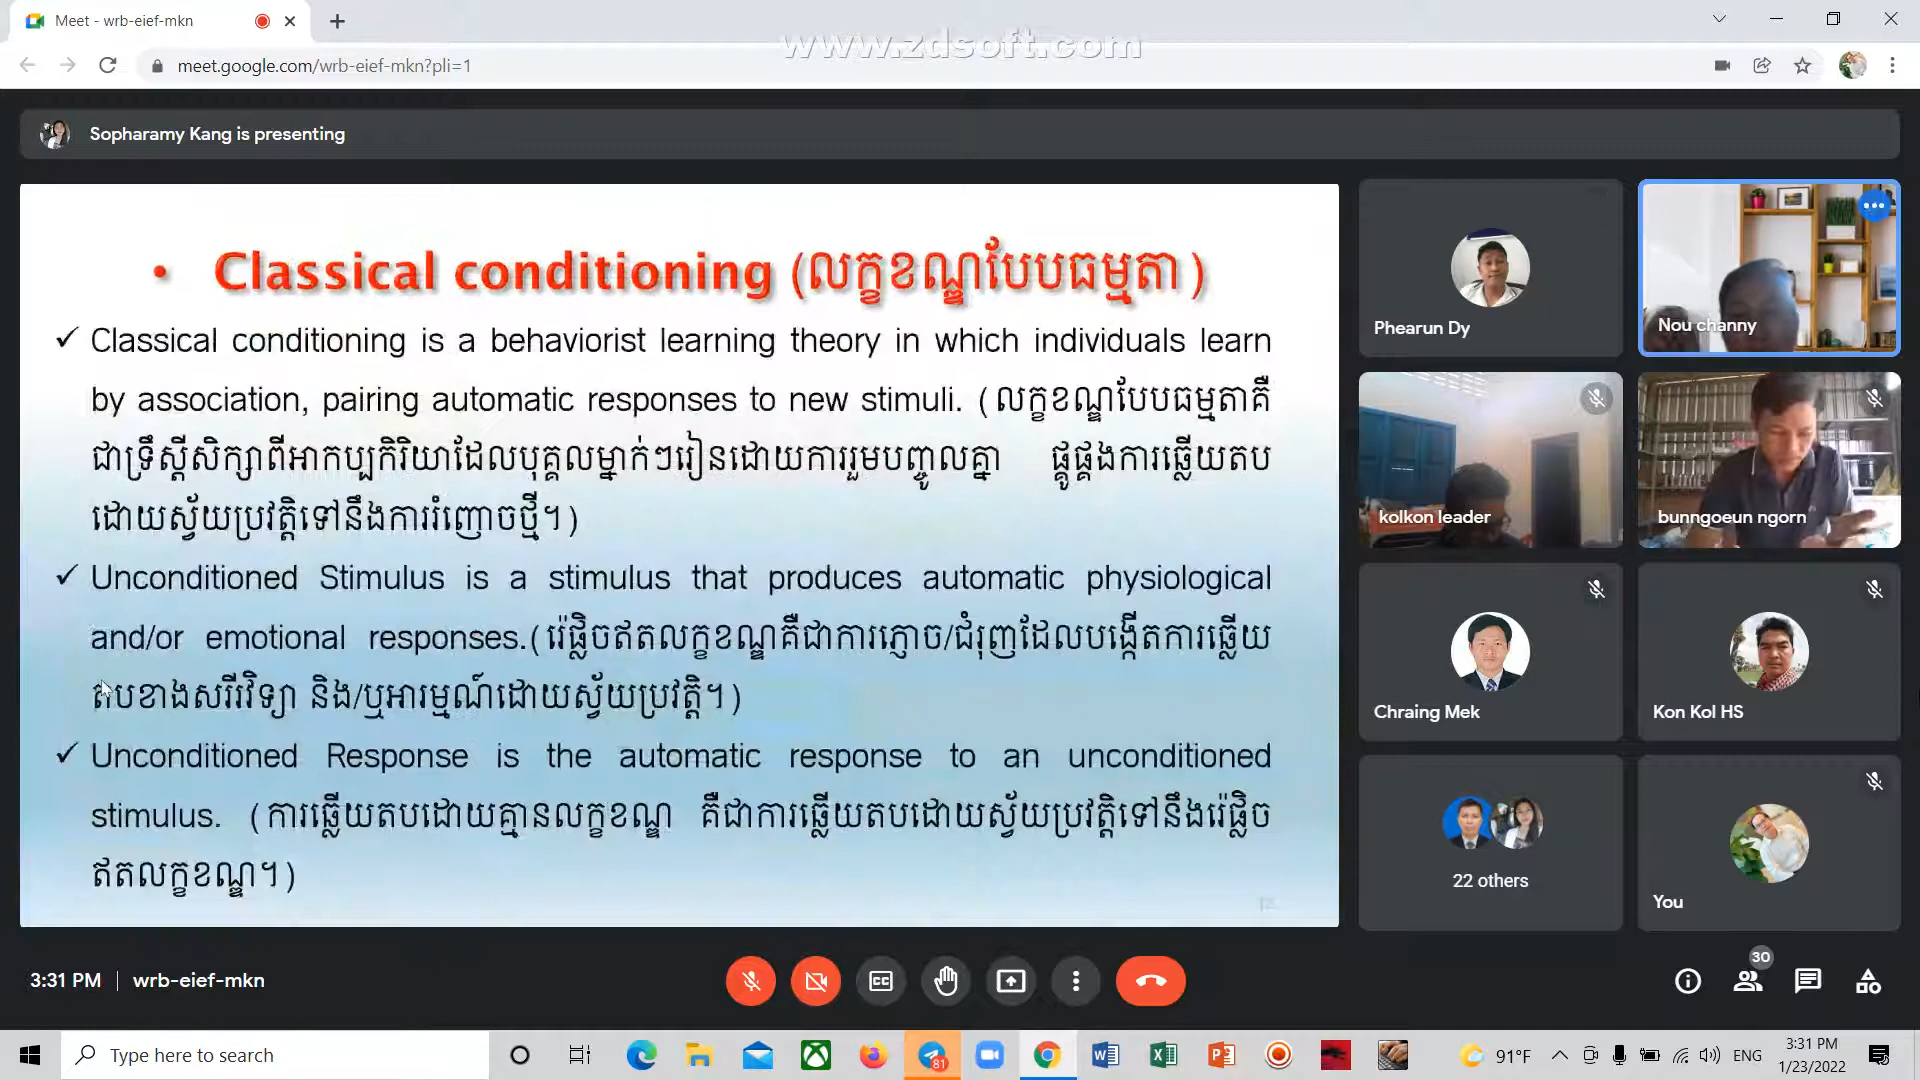 Meet - wrb-eief-mkn
www.zdsoft.com
meet.google.com/wrb-eief-mkn?pli=1
Sopharamy Kang is presenting
• Classical conditioning (លក្ខខណ្ឌបែបធម្មតា)
✓ Classical conditioning is a behaviorist learning theory in which individuals learn
by association, pairing automatic responses to new stimuli. (លក្ខខណ្ឌបែបធម្មតាគឺ
ជាទ្រឹស្តីសិក្សាពីអាកប្បកិរិយាដែលបុគ្គលម្នាក់ៗរៀនដោយការរួមបញ្ចូលគ្នា ផ្គូផ្គងការឆ្លើយតប
ដោយស្វ័យប្រវត្តិទៅនឹងការរំញោចថ្មី។)
✓ Unconditioned Stimulus is a stimulus that produces automatic physiological
and/or emotional responses.(រ៉េផ្លិចឥតលក្ខខណ្ឌគឺជាការភ្ញោច/ជំរុញដែលបង្កើតការឆ្លើយ
តបខាងសរីរវិទ្យា និង/ឬអារម្មណ៍ដោយស្វ័យប្រវត្តិ។)
✓ Unconditioned Response is the automatic response to an unconditioned
stimulus. (ការឆ្លើយតបដោយគ្មានលក្ខខណ្ឌ គឺជាការឆ្លើយតបដោយស្វ័យប្រវត្តិទៅនឹងរ៉េផ្លិច
ឥតលក្ខខណ្ឌ។)
Phearun Dy
Nou channy
kolkon leader
bunngoeun ngorn
Chraing Mek
Kon Kol HS
22 others
You
3:31 PM | wrb-eief-mkn
CC
30
Type here to search
81
91°F
ENG
3:31 PM
1/23/2022